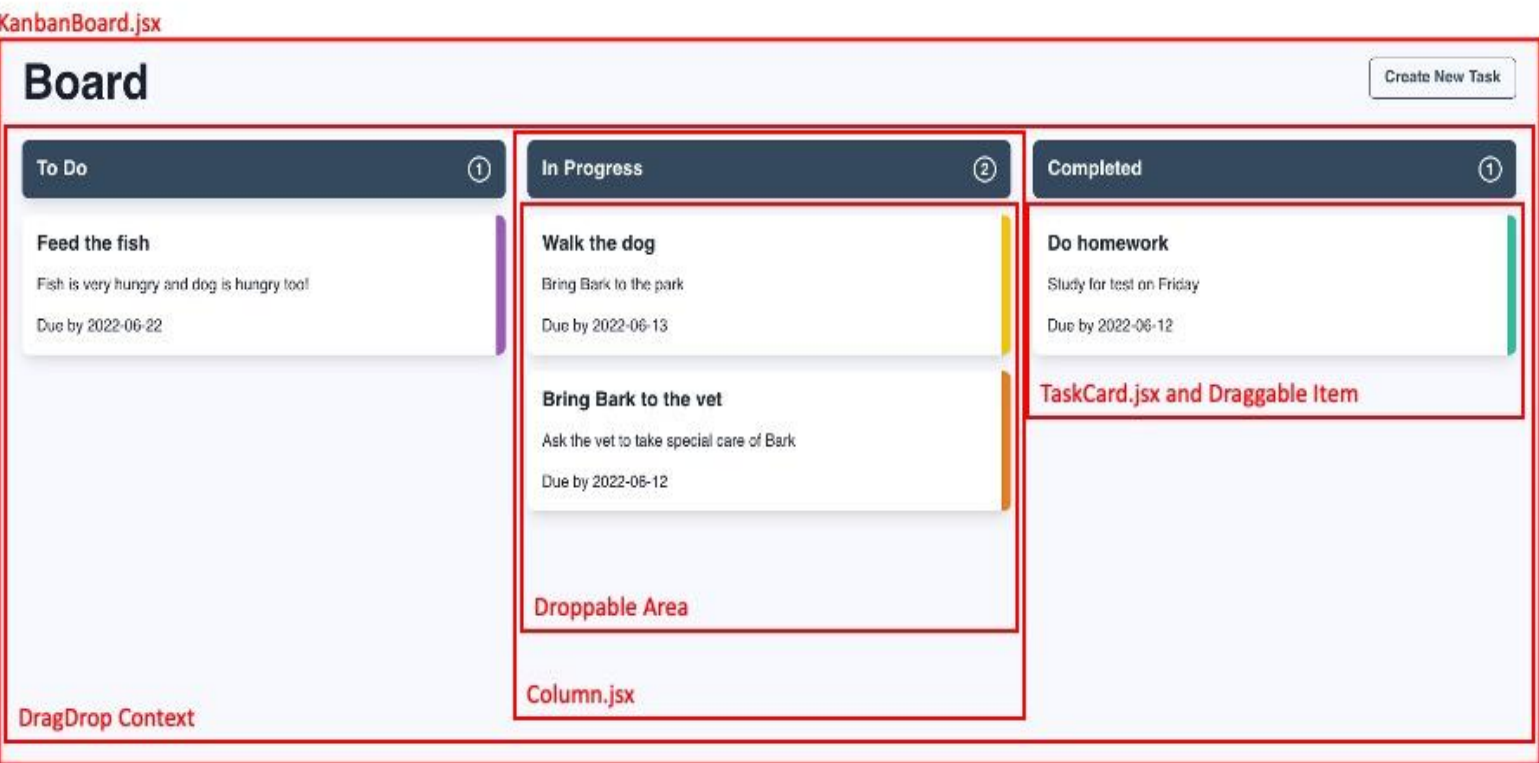 KanbanBoard.jsx
Board
Create New Task
To Do
1
In Progress
2
Completed
1
Feed the fish
Fish is very hungry and dog is hungry too!
Due by 2022-06-22
Walk the dog
Bring Bark to the park
Due by 2022-06-13
Bring Bark to the vet
Ask the vet to take special care of Bark
Due by 2022-06-12
Do homework
Study for test on Friday
Due by 2022-06-12
TaskCard.jsx and Draggable Item
Droppable Area
Column.jsx
DragDrop Context